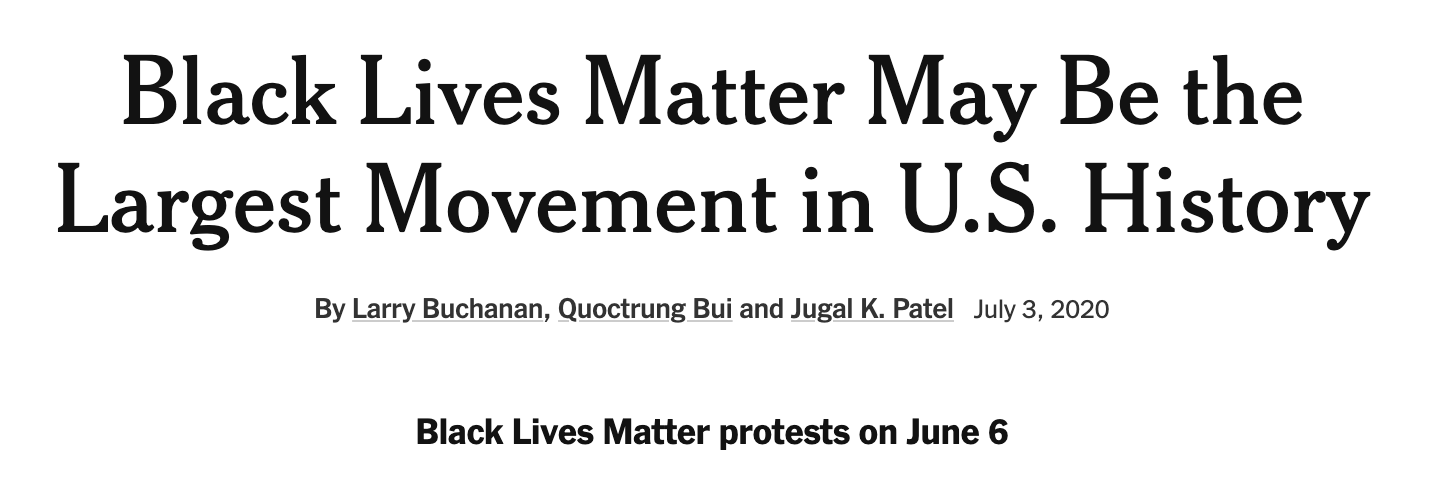 Black Lives Matter May Be the
Largest Movement in U.S. History
By Larry Buchanan, Quoctrung Bui and Jugal K. Patel July 3, 2020
Black Lives Matter protests on June 6